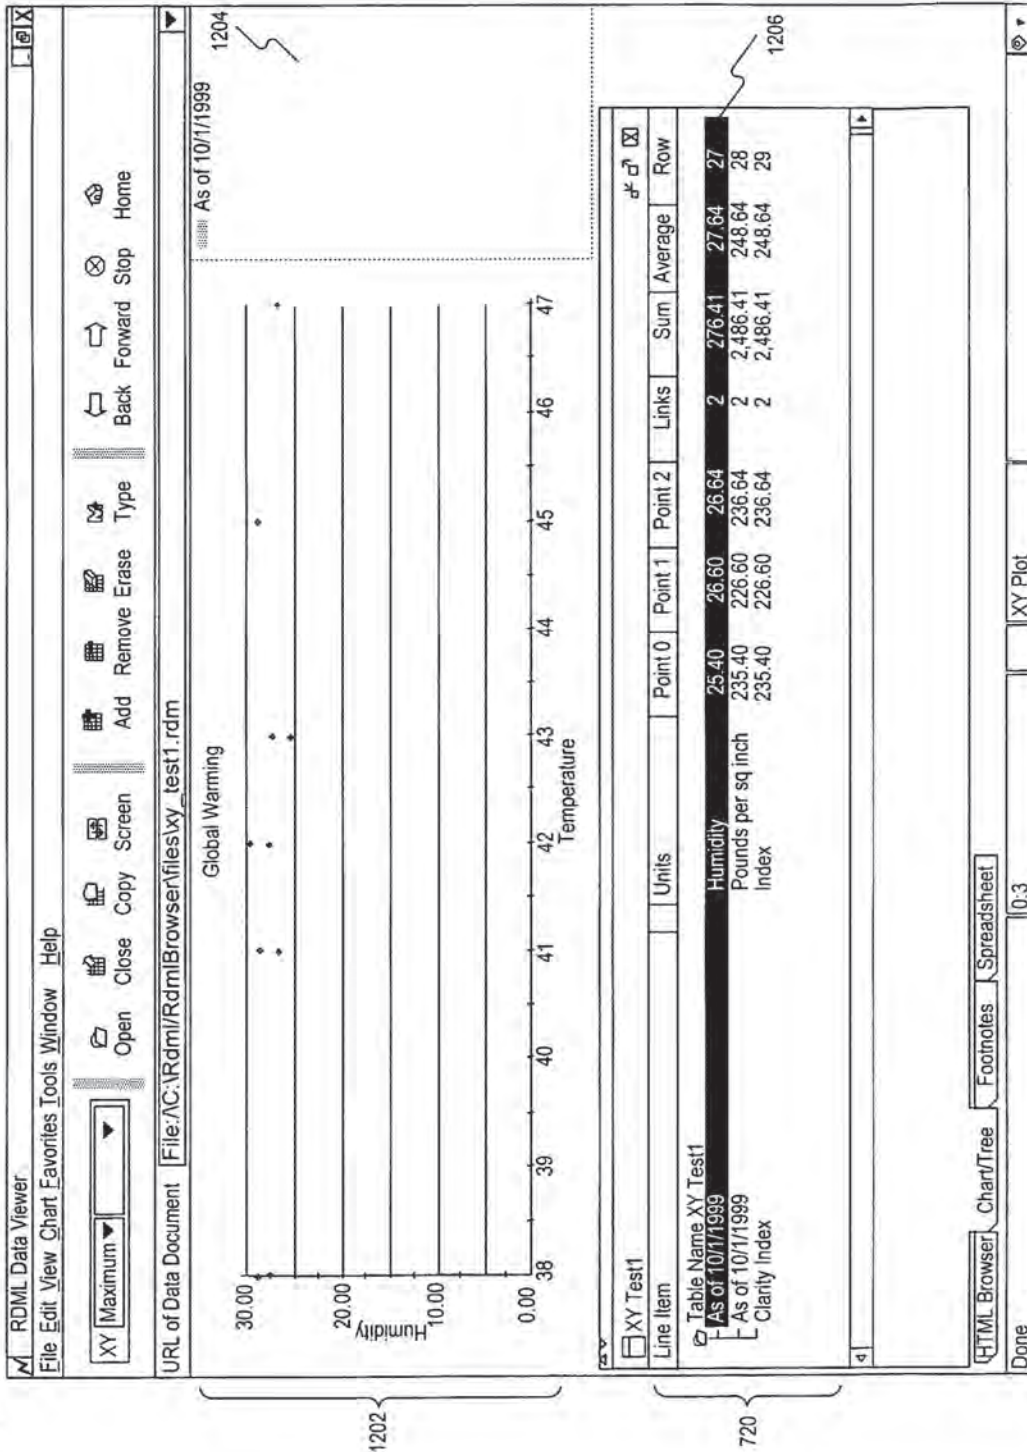 RDML Data Viewer
File Edit View Chart Favorites Tools Window Help
XY Maximum Open Close Copy Screen Add Remove Erase Type Back Forward Stop Home
URL of Data Document File:/C:\Rdml/RdmlBrowser\files\xy_test1.rdm
Global Warming
As of 10/1/1999
1204
1202
Humidity
30.00
20.00
10.00
0.00
38 39 40 41 42 43 44 45 46 47
Temperature
XY Test1
Line Item Units Point 0 Point 1 Point 2 Links Sum Average Row
Table Name XY Test1
As of 10/1/1999 Humidity 25.40 26.60 26.64 2 276.41 27.64 27
As of 10/1/1999 Pounds per sq inch 235.40 226.60 236.64 2 2,486.41 248.64 28
Clarity Index Index 235.40 226.60 236.64 2 2,486.41 248.64 29
1206
720
HTML Browser Chart/Tree Footnotes Spreadsheet
Done 0:3 XY Plot